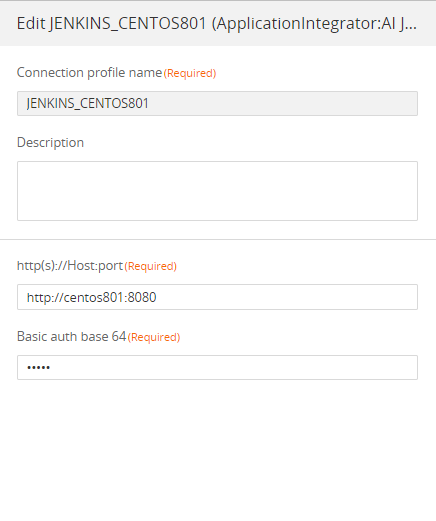 Edit JENKINS_CENTOS801 (ApplicationIntegrator:AI J...
Connection profile name (Required)
JENKINS_CENTOS801
Description
http(s)://Host:port (Required)
http://centos801:8080
Basic auth base 64 (Required)
•••••